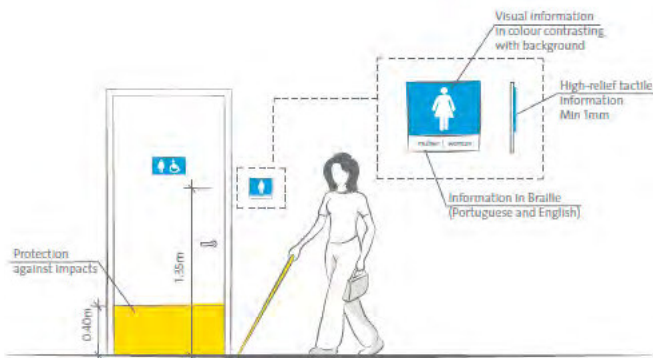 Visual information
in colour contrasting
with background
High-relief tactile
information
Min 1mm
mulher | woman
Information in Braille
(Portuguese and English)
Protection
against impacts
1.35m
0.40m